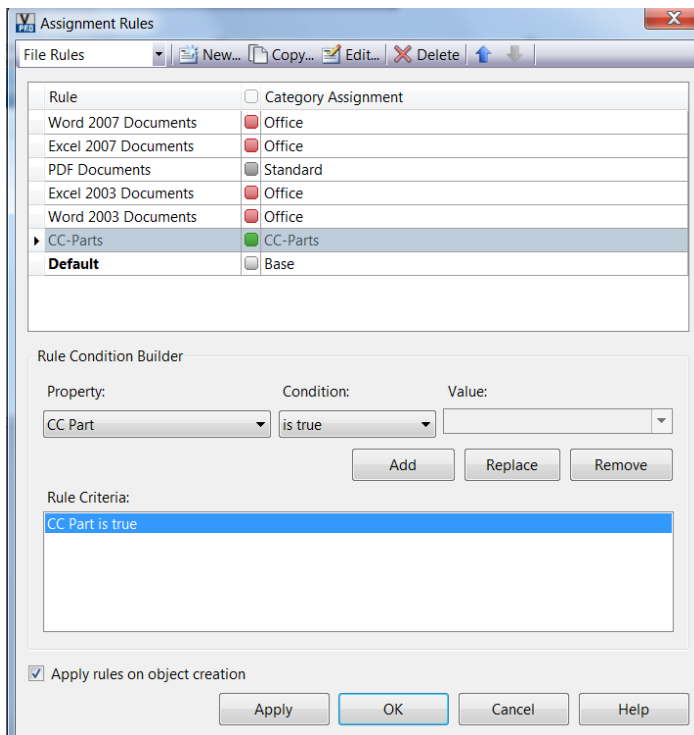 V PRO Assignment Rules X
File Rules New... Copy... Edit... Delete
Rule Category Assignment
Word 2007 Documents Office
Excel 2007 Documents Office
PDF Documents Standard
Excel 2003 Documents Office
Word 2003 Documents Office
CC-Parts CC-Parts
Default Base
Rule Condition Builder
Property: Condition: Value:
CC Part is true
Add Replace Remove
Rule Criteria:
CC Part is true
Apply rules on object creation
Apply OK Cancel Help